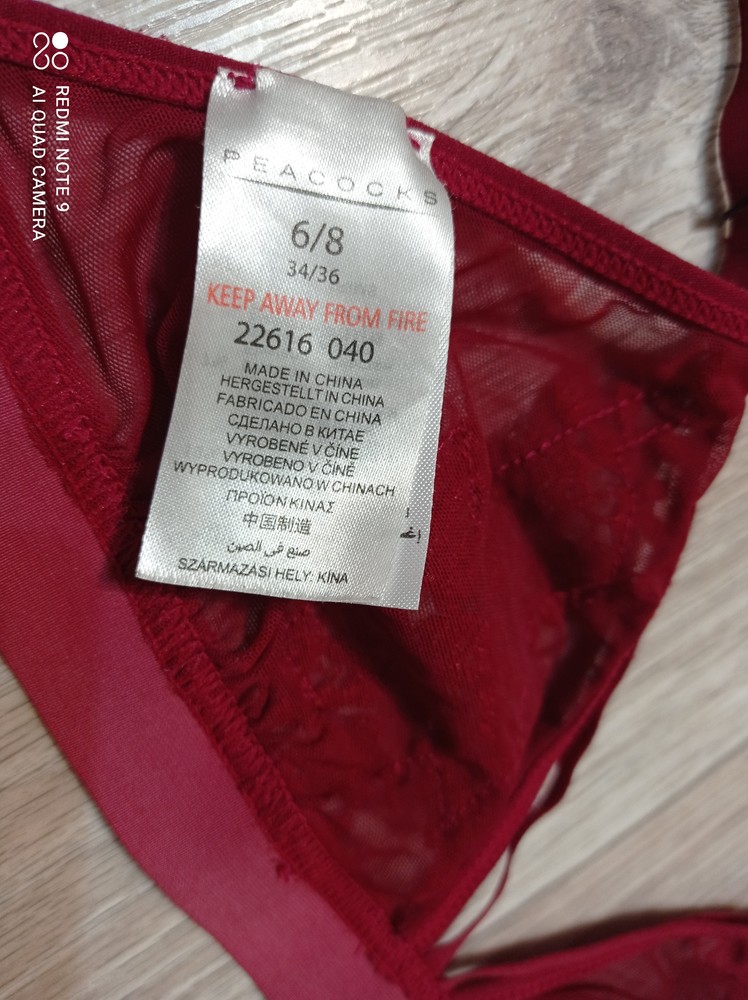 REDMI NOTE 9
AI QUAD CAMERA
PEACOCKS
6/8
34/36
KEEP AWAY FROM FIRE
22616 040
MADE IN CHINA
HERGESTELLT IN CHINA
FABRICADO EN CHINA
СДЕЛАНО В КИТАЕ
VYROBENÉ V ČÍNE
VYROBENO V ČÍNĚ
WYPRODUKOWANO W CHINACH
ΠΡΟΪΟΝ ΚΙΝΑΣ
中国制造
صنع في الصين
SZÁRMAZÁSI HELY: KÍNA